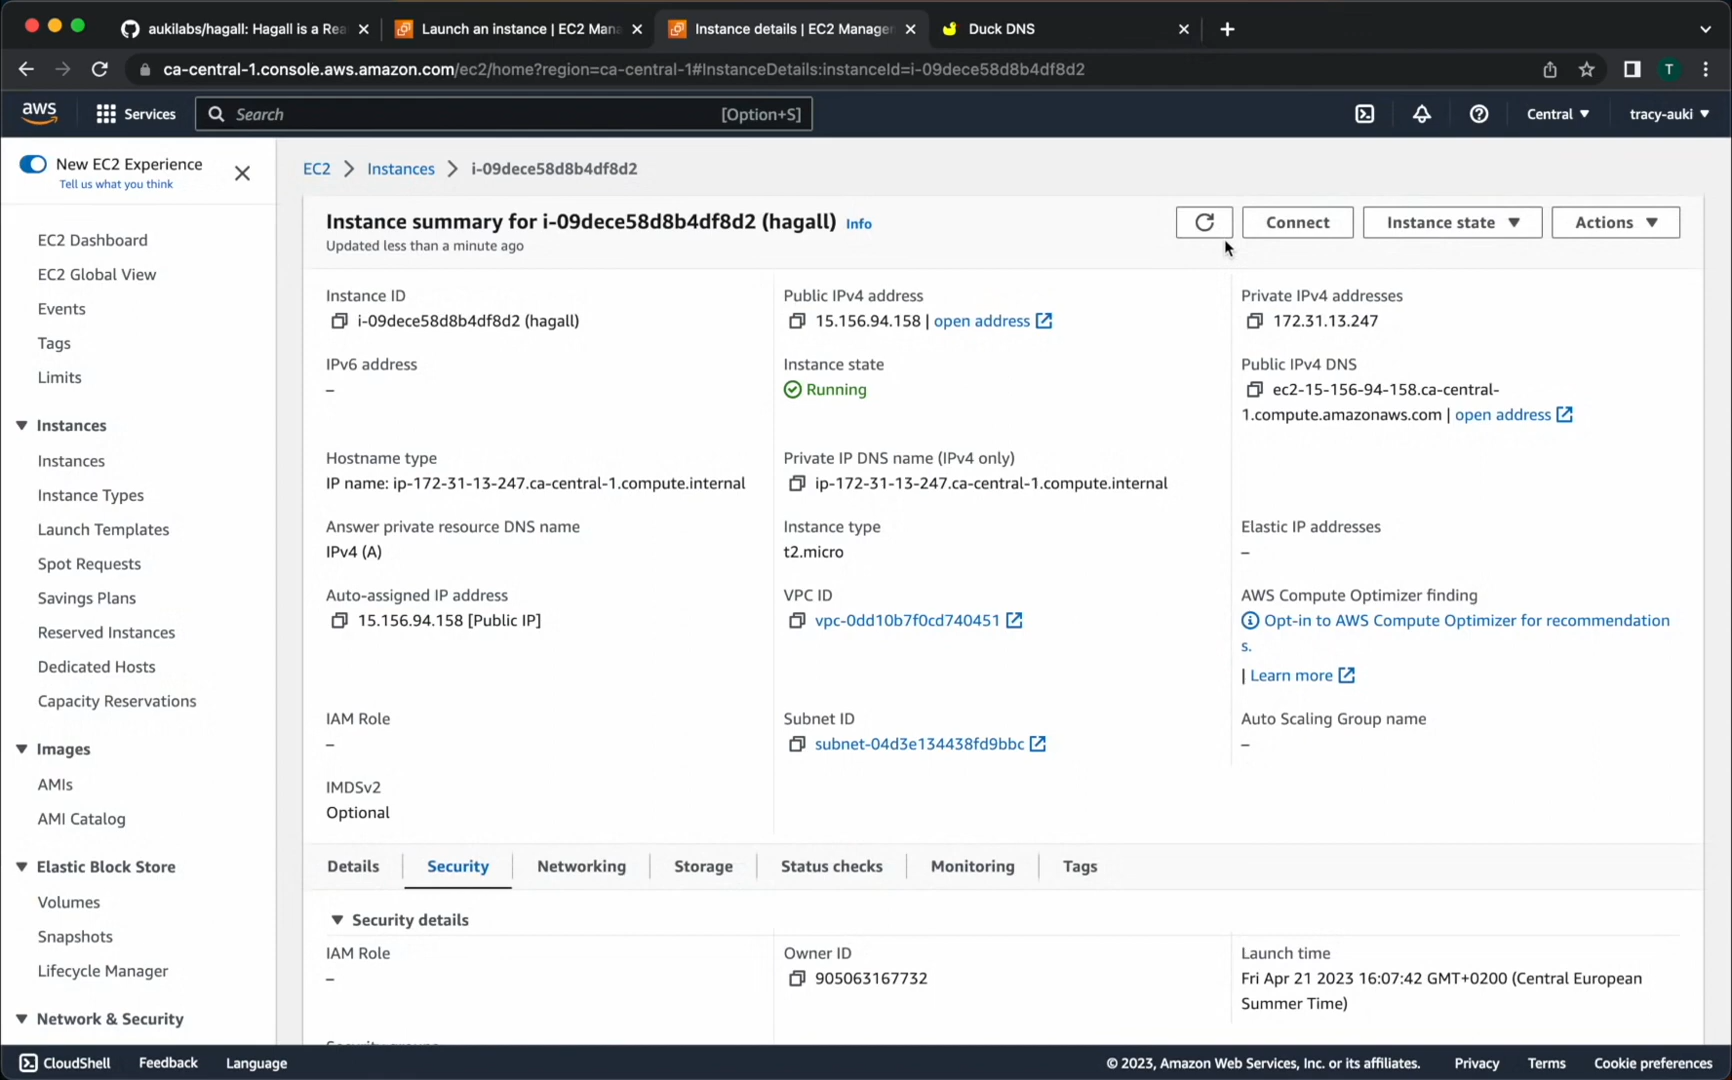 aukilabs/hagall: Hagall is a Rea
Launch an instance | EC2 Mana
Instance details | EC2 Manager
Duck DNS
ca-central-1.console.aws.amazon.com/ec2/home?region=ca-central-1#InstanceDetails:instanceId=i-09dece58d8b4df8d2
T
aws
Services
Search
[Option+S]
Central
tracy-auki
New EC2 Experience
Tell us what you think
EC2 Dashboard
EC2 Global View
Events
Tags
Limits
Instances
Instances
Instance Types
Launch Templates
Spot Requests
Savings Plans
Reserved Instances
Dedicated Hosts
Capacity Reservations
Images
AMIs
AMI Catalog
Elastic Block Store
Volumes
Snapshots
Lifecycle Manager
Network & Security
EC2 > Instances > i-09dece58d8b4df8d2
Instance summary for i-09dece58d8b4df8d2 (hagall) Info
Updated less than a minute ago
Connect
Instance state
Actions
Instance ID
i-09dece58d8b4df8d2 (hagall)
Public IPv4 address
15.156.94.158 | open address
Private IPv4 addresses
172.31.13.247
IPv6 address
–
Instance state
Running
Public IPv4 DNS
ec2-15-156-94-158.ca-central-
1.compute.amazonaws.com | open address
Hostname type
IP name: ip-172-31-13-247.ca-central-1.compute.internal
Private IP DNS name (IPv4 only)
ip-172-31-13-247.ca-central-1.compute.internal
Answer private resource DNS name
IPv4 (A)
Instance type
t2.micro
Elastic IP addresses
–
Auto-assigned IP address
15.156.94.158 [Public IP]
VPC ID
vpc-0dd10b7f0cd740451
AWS Compute Optimizer finding
Opt-in to AWS Compute Optimizer for recommendation
s.
| Learn more
IAM Role
–
Subnet ID
subnet-04d3e134438fd9bbc
Auto Scaling Group name
–
IMDSv2
Optional
Details
Security
Networking
Storage
Status checks
Monitoring
Tags
Security details
IAM Role
–
Owner ID
905063167732
Launch time
Fri Apr 21 2023 16:07:42 GMT+0200 (Central European
Summer Time)
Security groups
CloudShell
Feedback
Language
© 2023, Amazon Web Services, Inc. or its affiliates.
Privacy
Terms
Cookie preferences